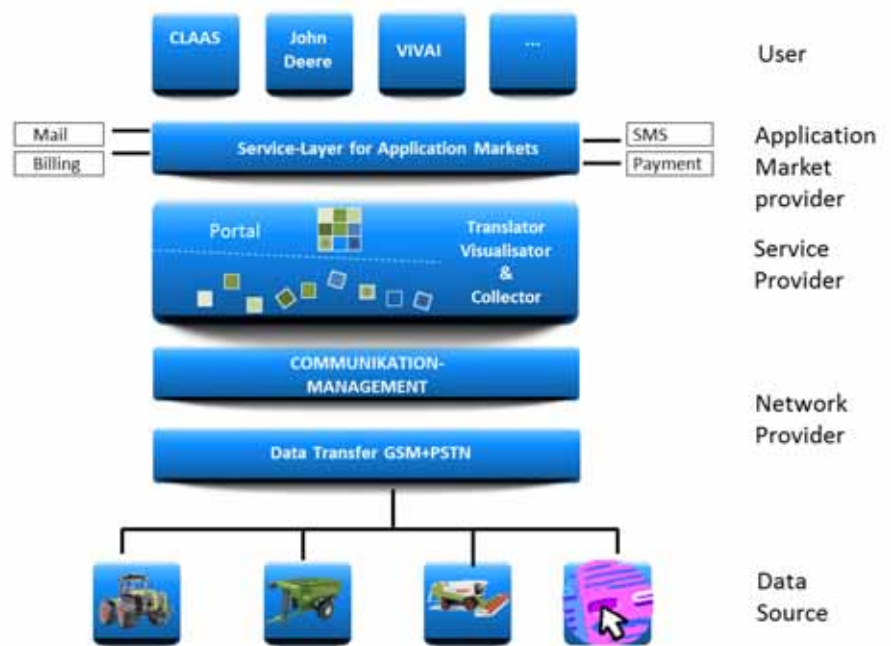 CLAAS
John
Deere
VIVAI
...
User
Mail
Billing
Service-Layer for Application Markets
SMS
Payment
Application
Market
provider
Portal
Translator
Visualisator
&
Collector
Service
Provider
COMMUNIKATION-
MANAGEMENT
Network
Provider
Data Transfer GSM+PSTN
Data
Source